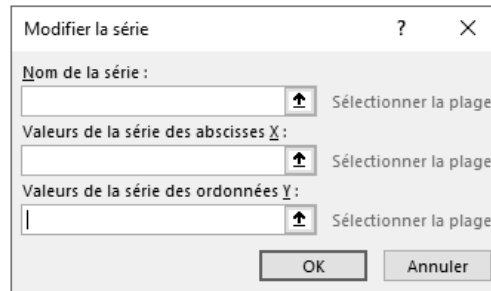 Modifier la série ? ×
Nom de la série :
Sélectionner la plage
Valeurs de la série des abscisses X :
Sélectionner la plage
Valeurs de la série des ordonnées Y :
Sélectionner la plage
OK Annuler